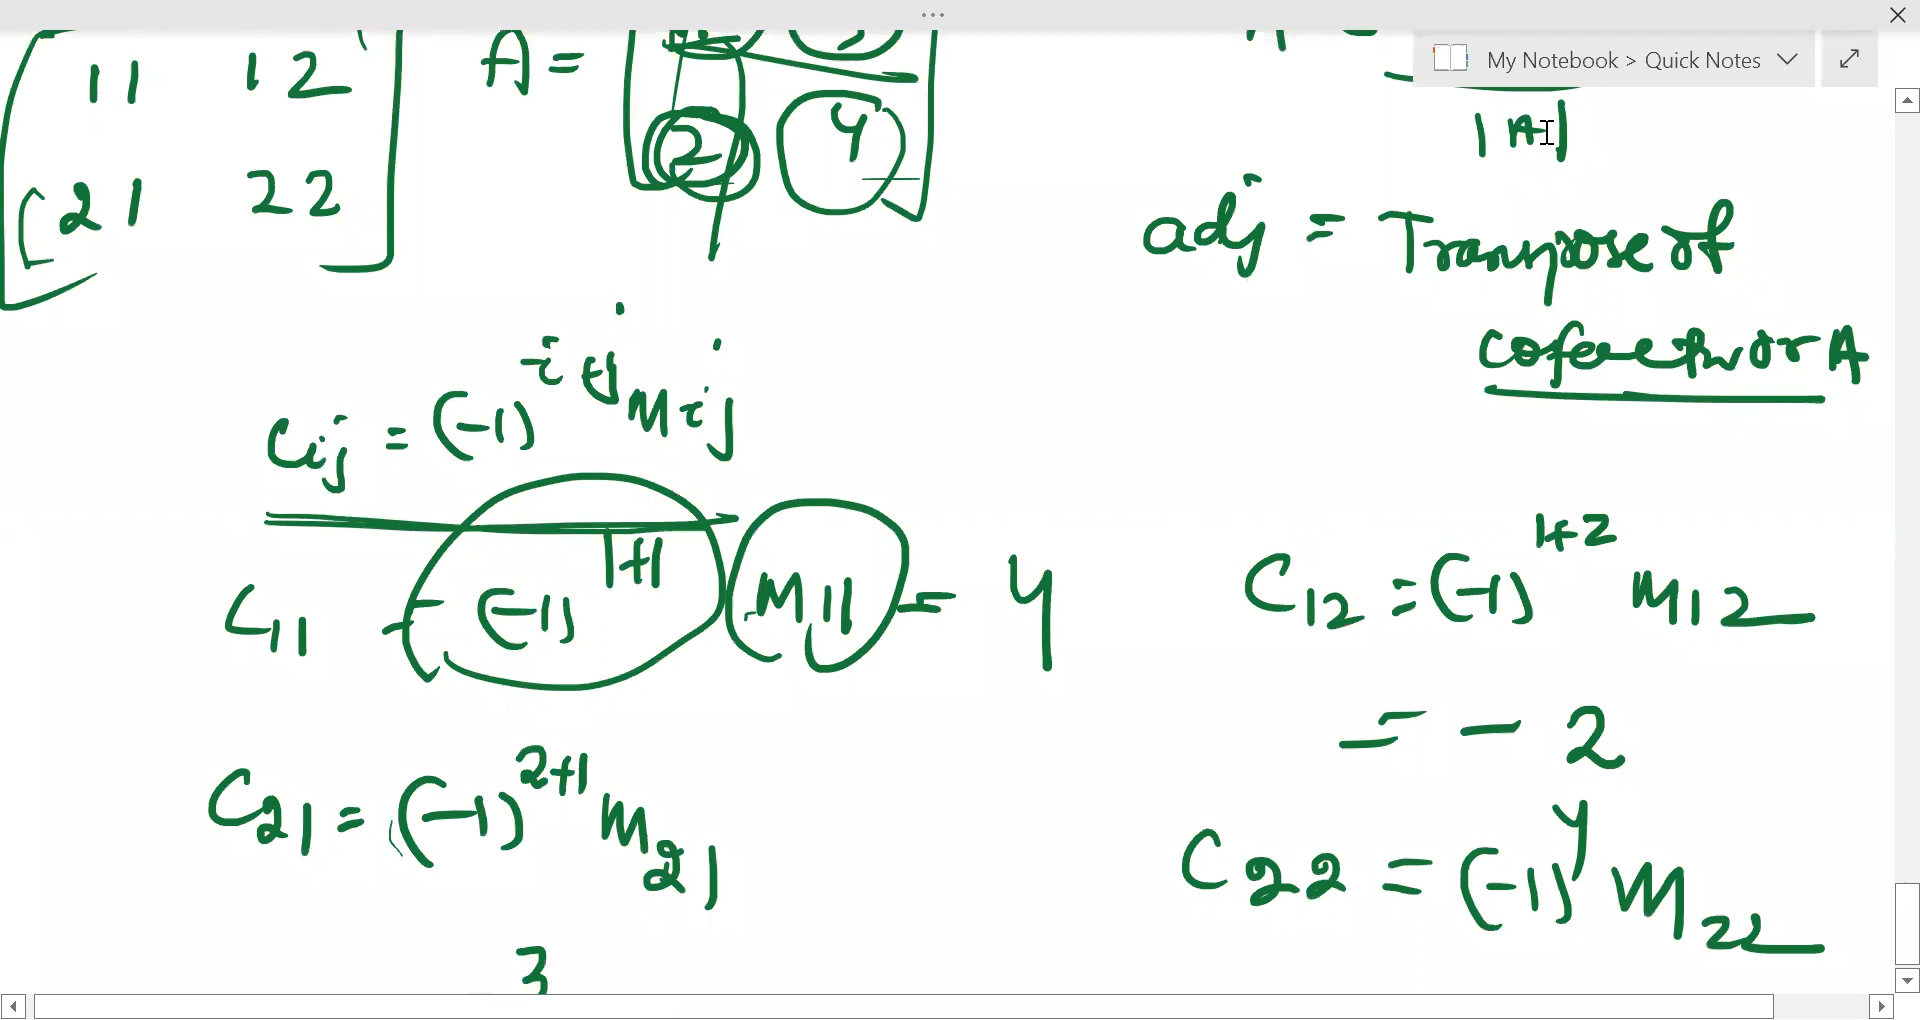 My Notebook > Quick Notes
11 12
21 22
A =
2 4
|A|
adj = Transpose of
cofeectwor A
Cij = (-1)^i+j Mij
C11 = (-1)^1+1 M11 = 4
C12 = (-1)^1+2 M12
= - 2
C21 = (-1)^2+1 M21
C22 = (-1)^4 M22
3